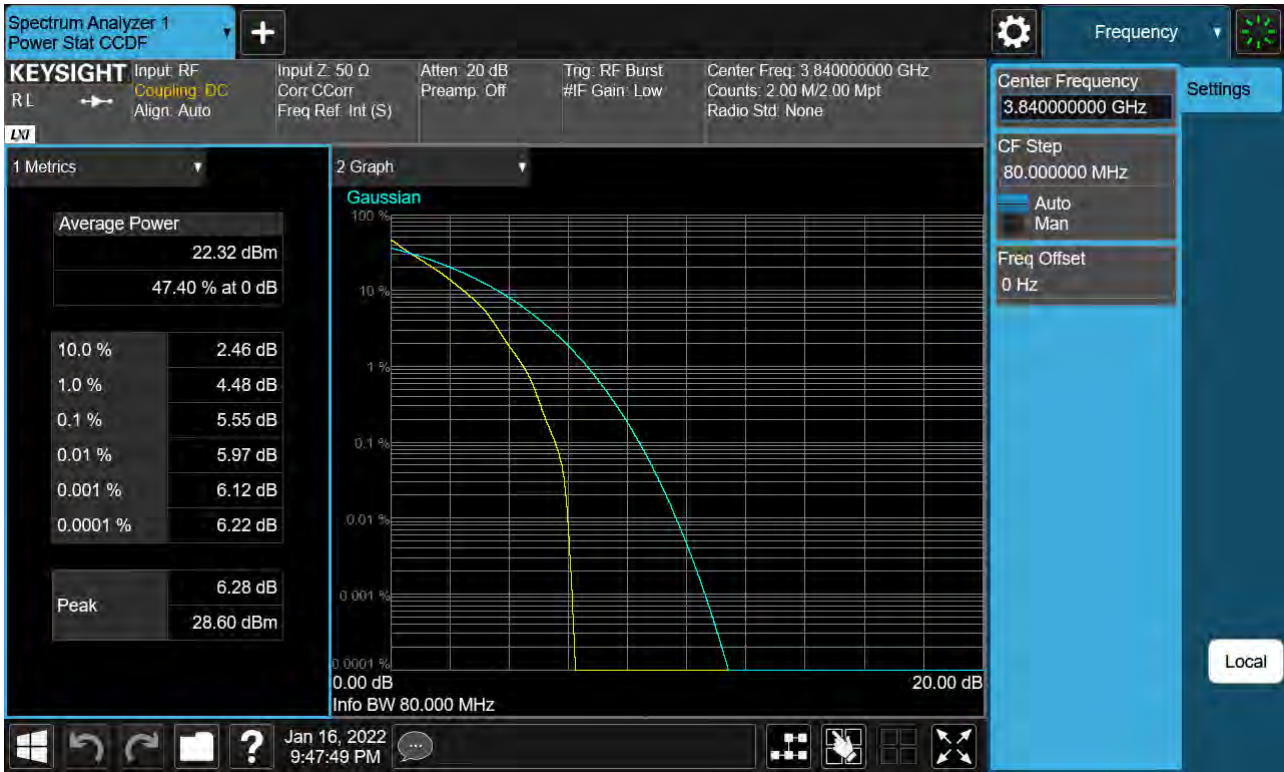 Spectrum Analyzer 1
Power Stat CCDF
+
Frequency
KEYSIGHT
R L
LXI
Input: RF
Coupling: DC
Align: Auto
Input Z: 50 Ω
Corr CCorr
Freq Ref: Int (S)
Atten: 20 dB
Preamp: Off
Trig: RF Burst
#IF Gain: Low
Center Freq: 3.840000000 GHz
Counts: 2.00 M/2.00 Mpt
Radio Std: None
Center Frequency
3.840000000 GHz
Settings
CF Step
80.000000 MHz
Auto
Man
Freq Offset
0 Hz
1 Metrics
Average Power
22.32 dBm
47.40 % at 0 dB
10.0 % 2.46 dB
1.0 % 4.48 dB
0.1 % 5.55 dB
0.01 % 5.97 dB
0.001 % 6.12 dB
0.0001 % 6.22 dB
Peak
6.28 dB
28.60 dBm
2 Graph
Gaussian
100 %
10 %
1 %
0.1 %
0.01 %
0.001 %
0.0001 %
0.00 dB
20.00 dB
Info BW 80.000 MHz
Local
?
Jan 16, 2022
9:47:49 PM